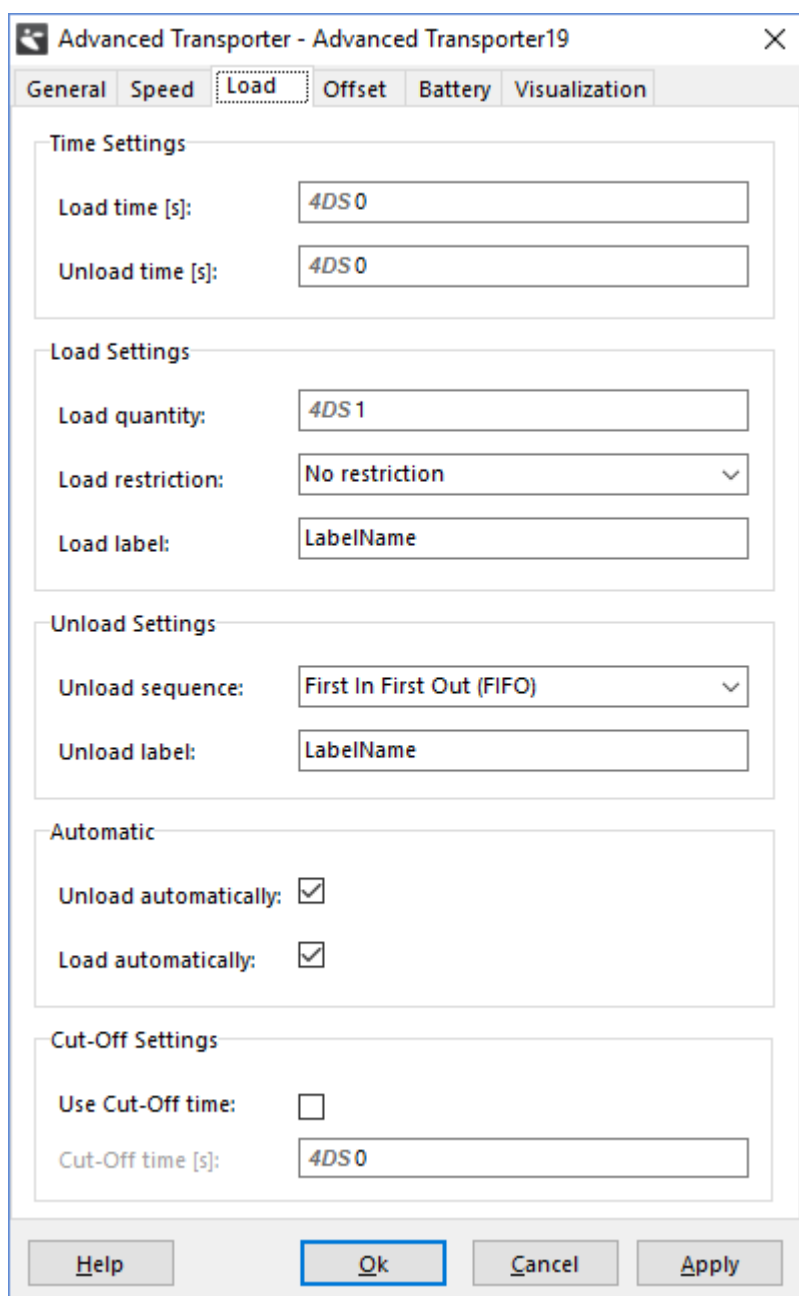 Advanced Transporter - Advanced Transporter19
General Speed Load Offset Battery Visualization
Time Settings
Load time [s]: 4DS 0
Unload time [s]: 4DS 0
Load Settings
Load quantity: 4DS 1
Load restriction: No restriction
Load label: LabelName
Unload Settings
Unload sequence: First In First Out (FIFO)
Unload label: LabelName
Automatic
Unload automatically:
Load automatically:
Cut-Off Settings
Use Cut-Off time:
Cut-Off time [s]: 4DS 0
Help Ok Cancel Apply